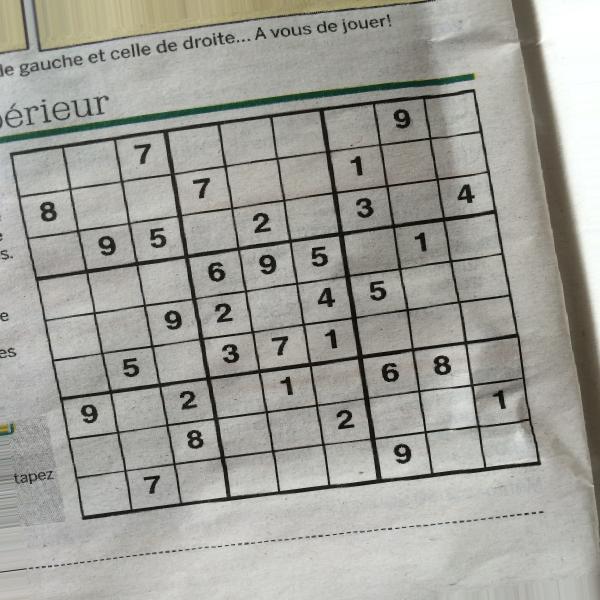 le gauche et celle de droite... A vous de jouer!
érieur
7 9
8 7 1
e
s.
9 5 2 3 4
6 9 5 1
e
9 2 4 5
es
5 3 7 1
9 2 1 6 8
8 2 1
tapez
7 9